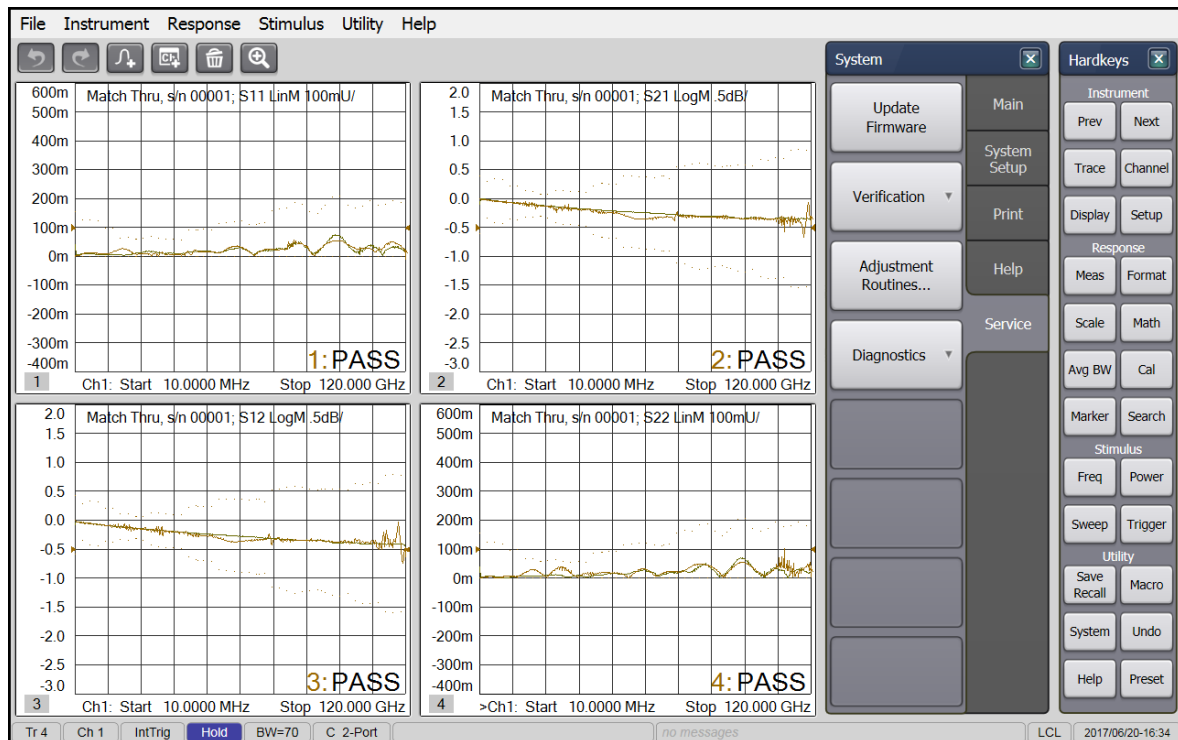 File Instrument Response Stimulus Utility Help
Ch
600m
500m
400m
300m
200m
100m
0m
-100m
-200m
-300m
-400m
Match Thru, s/n 00001; S11 LinM 100mU/
1: PASS
1
Ch1: Start 10.0000 MHz Stop 120.000 GHz
2.0
1.5
1.0
0.5
0.0
-0.5
-1.0
-1.5
-2.0
-2.5
-3.0
Match Thru, s/n 00001; S21 LogM .5dB/
2: PASS
2
Ch1: Start 10.0000 MHz Stop 120.000 GHz
2.0
1.5
1.0
0.5
0.0
-0.5
-1.0
-1.5
-2.0
-2.5
-3.0
Match Thru, s/n 00001; S12 LogM .5dB/
3: PASS
3
Ch1: Start 10.0000 MHz Stop 120.000 GHz
600m
500m
400m
300m
200m
100m
0m
-100m
-200m
-300m
-400m
Match Thru, s/n 00001; S22 LinM 100mU/
4: PASS
4
>Ch1: Start 10.0000 MHz Stop 120.000 GHz
System
Update
Firmware
Verification
Adjustment
Routines...
Diagnostics
Main
System
Setup
Print
Help
Service
Hardkeys
Instrument
Prev Next
Trace Channel
Display Setup
Response
Meas Format
Scale Math
Avg BW Cal
Marker Search
Stimulus
Freq Power
Sweep Trigger
Utility
Save
Recall
Macro
System Undo
Help Preset
Tr 4 Ch 1 IntTrig Hold BW=70 C 2-Port no messages LCL 2017/06/20-16:34